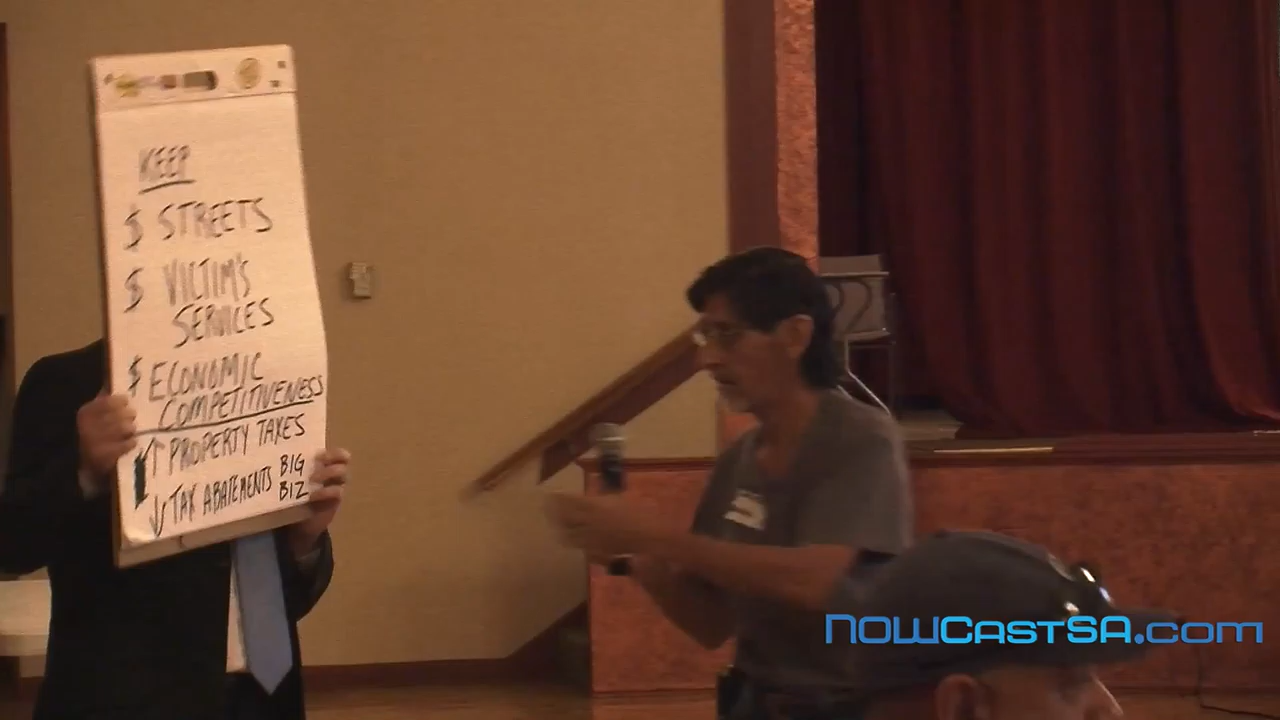 KEEP
$ STREETS
$ VICTIM'S
SERVICES
$ ECONOMIC
COMPETITIVENESS
↑ PROPERTY TAXES
↓ TAX ABATEMENTS BIG
BIZ
NOWCastSA.com